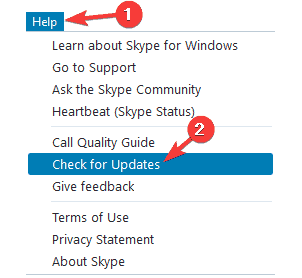 Help
1
Learn about Skype for Windows
Go to Support
Ask the Skype Community
Heartbeat (Skype Status)
2
Call Quality Guide
Check for Updates
Give feedback
Terms of Use
Privacy Statement
About Skype